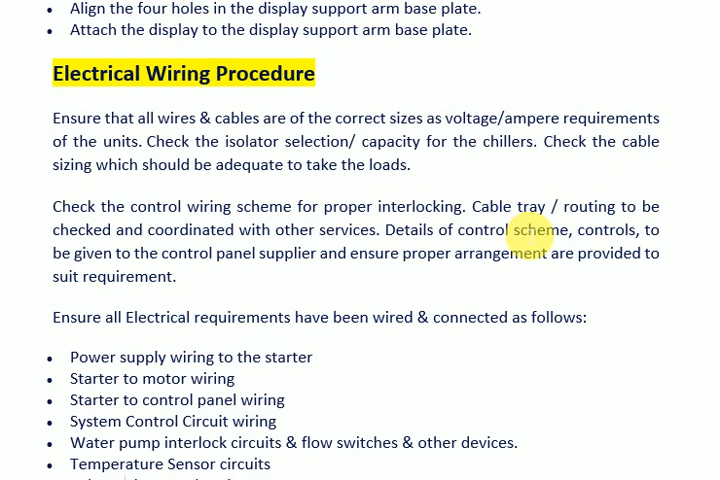 • Align the four holes in the display support arm base plate.
• Attach the display to the display support arm base plate.
Electrical Wiring Procedure
Ensure that all wires & cables are of the correct sizes as voltage/ampere requirements
of the units. Check the isolator selection/ capacity for the chillers. Check the cable
sizing which should be adequate to take the loads.
Check the control wiring scheme for proper interlocking. Cable tray / routing to be
checked and coordinated with other services. Details of control scheme, controls, to
be given to the control panel supplier and ensure proper arrangement are provided to
suit requirement.
Ensure all Electrical requirements have been wired & connected as follows:
• Power supply wiring to the starter
• Starter to motor wiring
• Starter to control panel wiring
• System Control Circuit wiring
• Water pump interlock circuits & flow switches & other devices.
• Temperature Sensor circuits